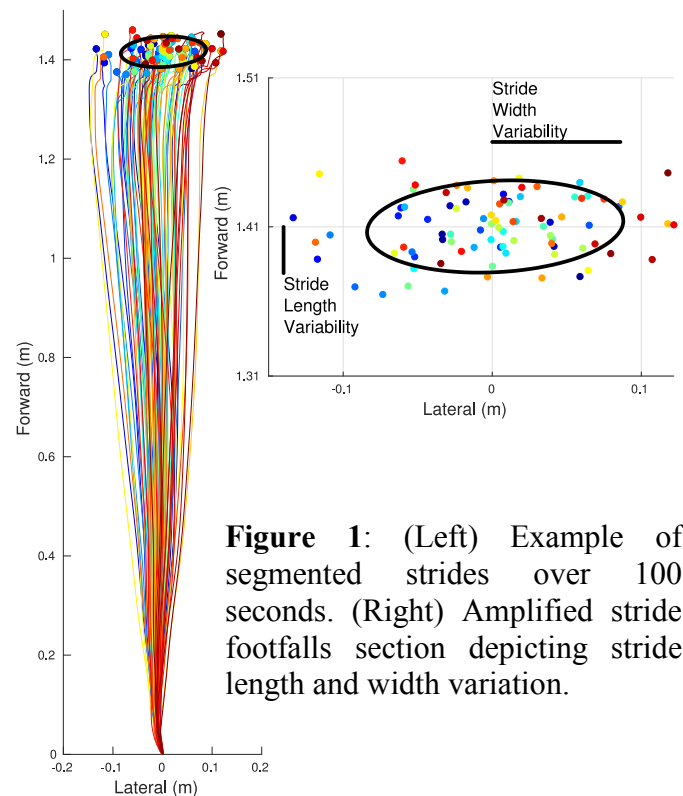 1.4
1.2
1
0.8
0.6
0.4
0.2
0
-0.2
-0.1
0
0.1
0.2
Forward (m)
Lateral (m)
1.51
1.41
1.31
-0.1
0
0.1
Forward (m)
Lateral (m)
Stride
Width
Variability
Stride
Length
Variability
Figure 1: (Left) Example of
segmented strides over 100
seconds. (Right) Amplified stride
footfalls section depicting stride
length and width variation.